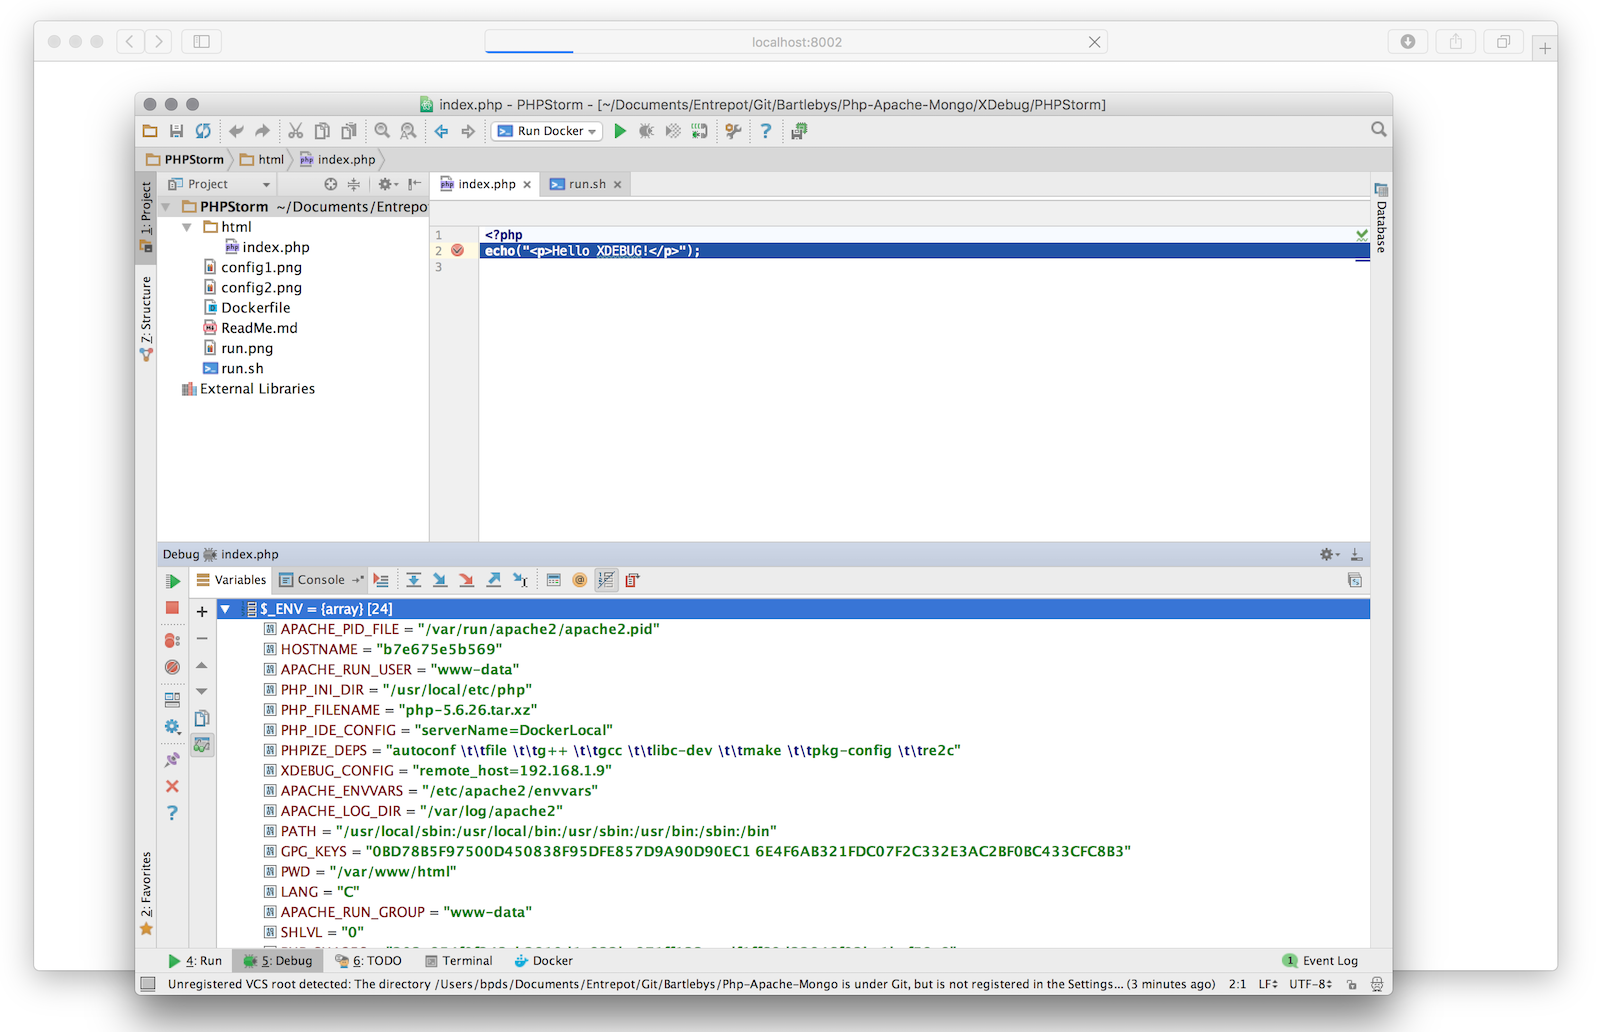 localhost:8002
index.php - PHPStorm - [~/Documents/Entrepot/Git/Bartlebys/Php-Apache-Mongo/XDebug/PHPStorm]
Run Docker
PHPStorm html index.php
1: Project
Project
index.php run.sh
Database
PHPStorm ~/Documents/Entrepo
html
index.php
config1.png
config2.png
Dockerfile
ReadMe.md
run.png
run.sh
External Libraries
Z: Structure
1 <?php
2 echo("<p>Hello XDEBUG!</p>");
3
Debug index.php
Variables Console
$_ENV = {array} [24]
APACHE_PID_FILE = "/var/run/apache2/apache2.pid"
HOSTNAME = "b7e675e5b569"
APACHE_RUN_USER = "www-data"
PHP_INI_DIR = "/usr/local/etc/php"
PHP_FILENAME = "php-5.6.26.tar.xz"
PHP_IDE_CONFIG = "serverName=DockerLocal"
PHPIZE_DEPS = "autoconf \t\tfile \t\tg++ \t\tgcc \t\tlibc-dev \t\tmake \t\tpkg-config \t\tre2c"
XDEBUG_CONFIG = "remote_host=192.168.1.9"
APACHE_ENVVARS = "/etc/apache2/envvars"
APACHE_LOG_DIR = "/var/log/apache2"
PATH = "/usr/local/sbin:/usr/local/bin:/usr/sbin:/usr/bin:/sbin:/bin"
GPG_KEYS = "0BD78B5F97500D450838F95DFE857D9A90D90EC1 6E4F6AB321FDC07F2C332E3AC2BF0BC433CFC8B3"
PWD = "/var/www/html"
LANG = "C"
APACHE_RUN_GROUP = "www-data"
SHLVL = "0"
2: Favorites
4: Run 5: Debug 6: TODO Terminal Docker 1 Event Log
Unregistered VCS root detected: The directory /Users/bpds/Documents/Entrepot/Git/Bartlebys/Php-Apache-Mongo is under Git, but is not registered in the Settings... (3 minutes ago) 2:1 LF UTF-8